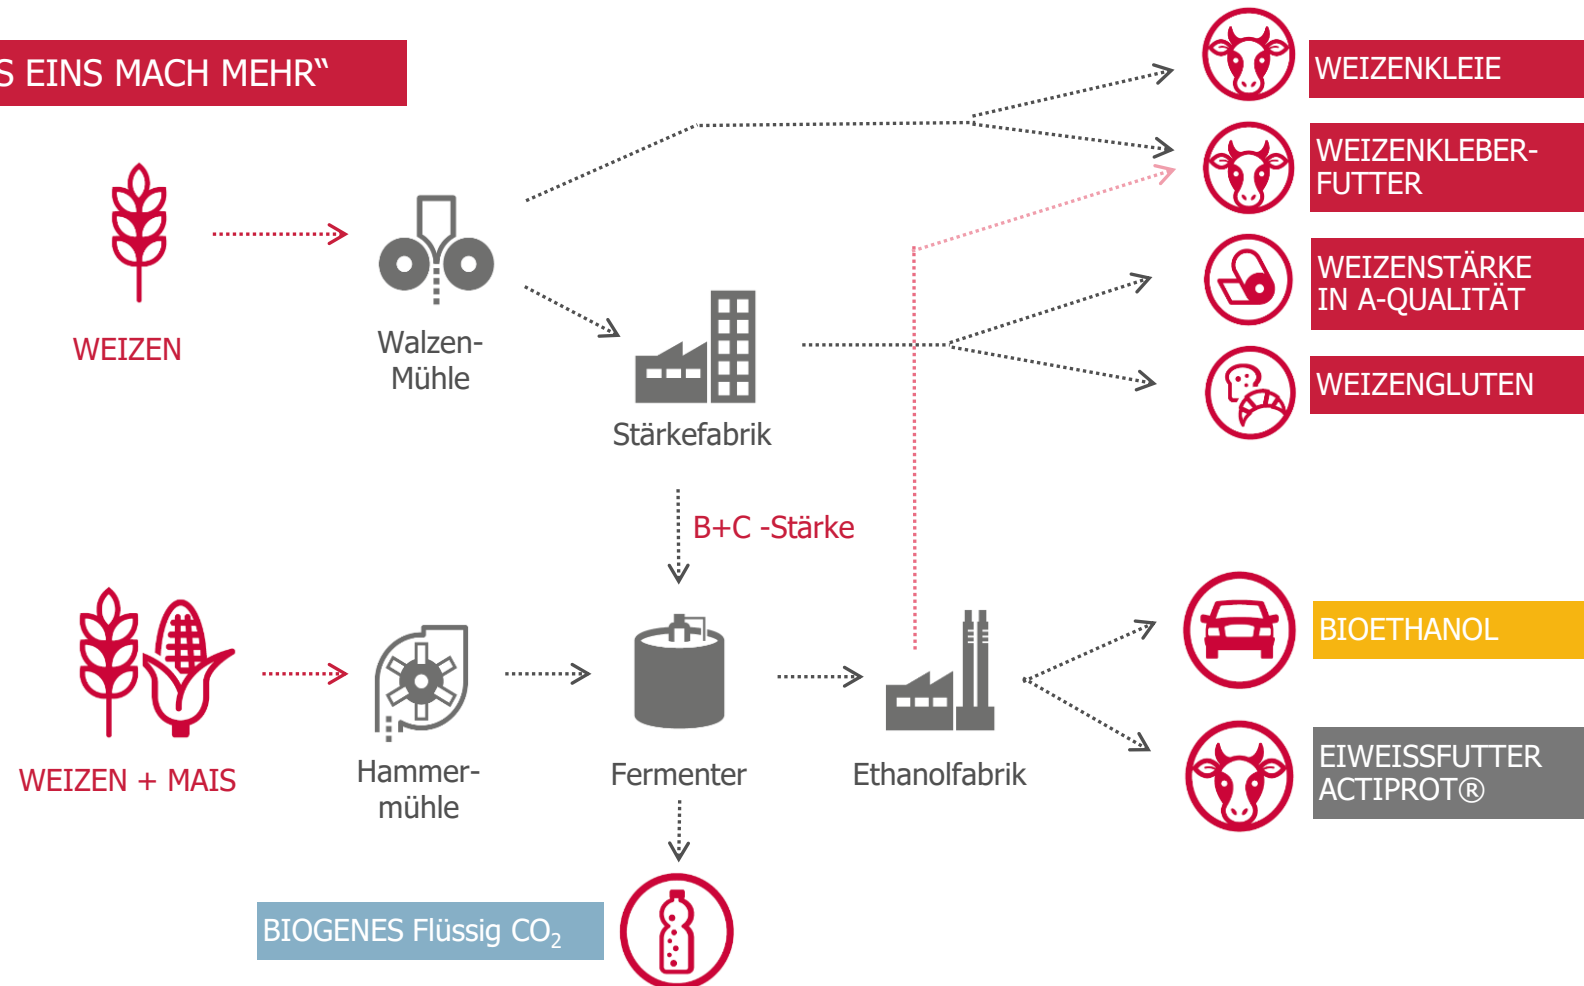 S EINS MACH MEHR“
WEIZENKLEIE
WEIZENKLEBER-
FUTTER
WEIZENSTÄRKE
IN A-QUALITÄT
WEIZENGLUTEN
WEIZEN
Walzen-
Mühle
Stärkefabrik
B+C -Stärke
WEIZEN + MAIS
Hammer-
mühle
Fermenter
Ethanolfabrik
BIOETHANOL
EIWEISSFUTTER
ACTIPROT®
BIOGENES Flüssig CO₂